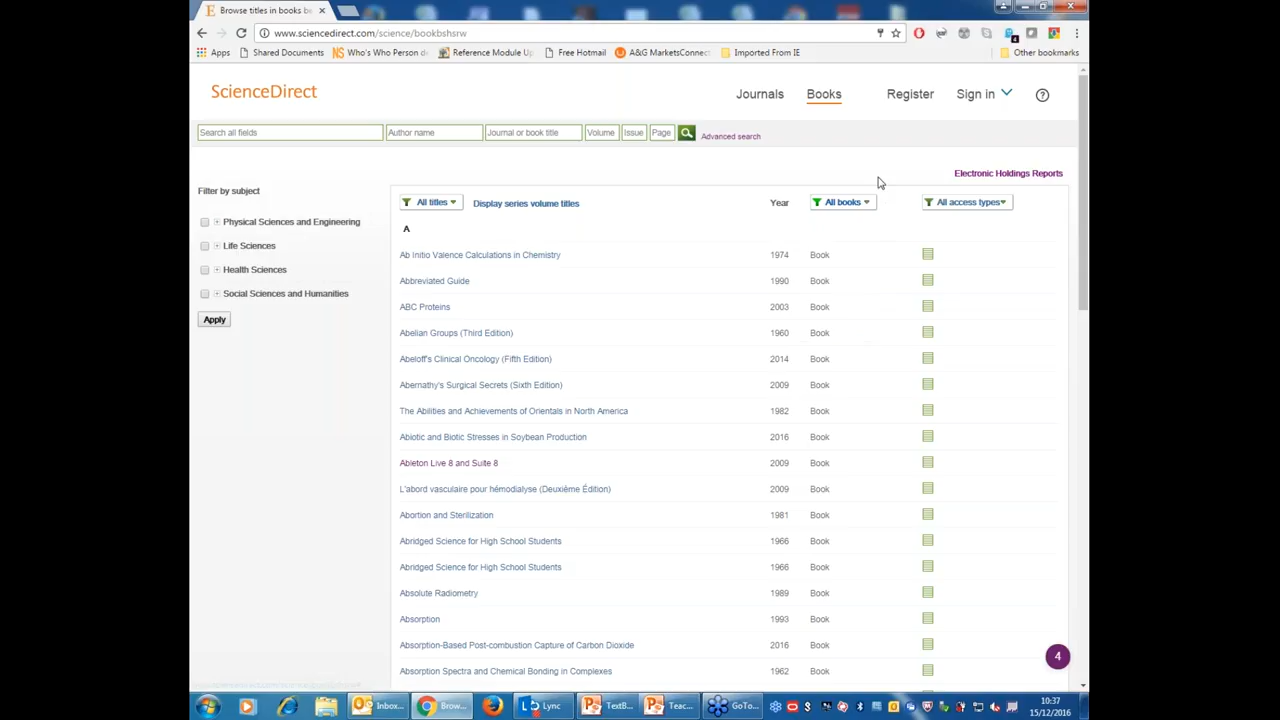 Browse titles in books be
www.sciencedirect.com/science/bookbshsrw
Apps Shared Documents Who's Who Person de Reference Module Up Free Hotmail A&G MarketsConnect Imported From IE Other bookmarks
ScienceDirect Journals Books Register Sign in
Search all fields Author name Journal or book title Volume Issue Page Advanced search
Electronic Holdings Reports
Filter by subject
Physical Sciences and Engineering
Life Sciences
Health Sciences
Social Sciences and Humanities
Apply
All titles Display series volume titles Year All books All access types
A
Ab Initio Valence Calculations in Chemistry 1974 Book
Abbreviated Guide 1990 Book
ABC Proteins 2003 Book
Abelian Groups (Third Edition) 1960 Book
Abeloff's Clinical Oncology (Fifth Edition) 2014 Book
Abernathy's Surgical Secrets (Sixth Edition) 2009 Book
The Abilities and Achievements of Orientals in North America 1982 Book
Abiotic and Biotic Stresses in Soybean Production 2016 Book
Ableton Live 8 and Suite 8 2009 Book
L'abord vasculaire pour hémodialyse (Deuxième Édition) 2009 Book
Abortion and Sterilization 1981 Book
Abridged Science for High School Students 1966 Book
Abridged Science for High School Students 1966 Book
Absolute Radiometry 1989 Book
Absorption 1993 Book
Absorption-Based Post-combustion Capture of Carbon Dioxide 2016 Book
Absorption Spectra and Chemical Bonding in Complexes 1962 Book
4
Inbox... Brow... Lync TextB... Teac... GoTo... 10:37
15/12/2016